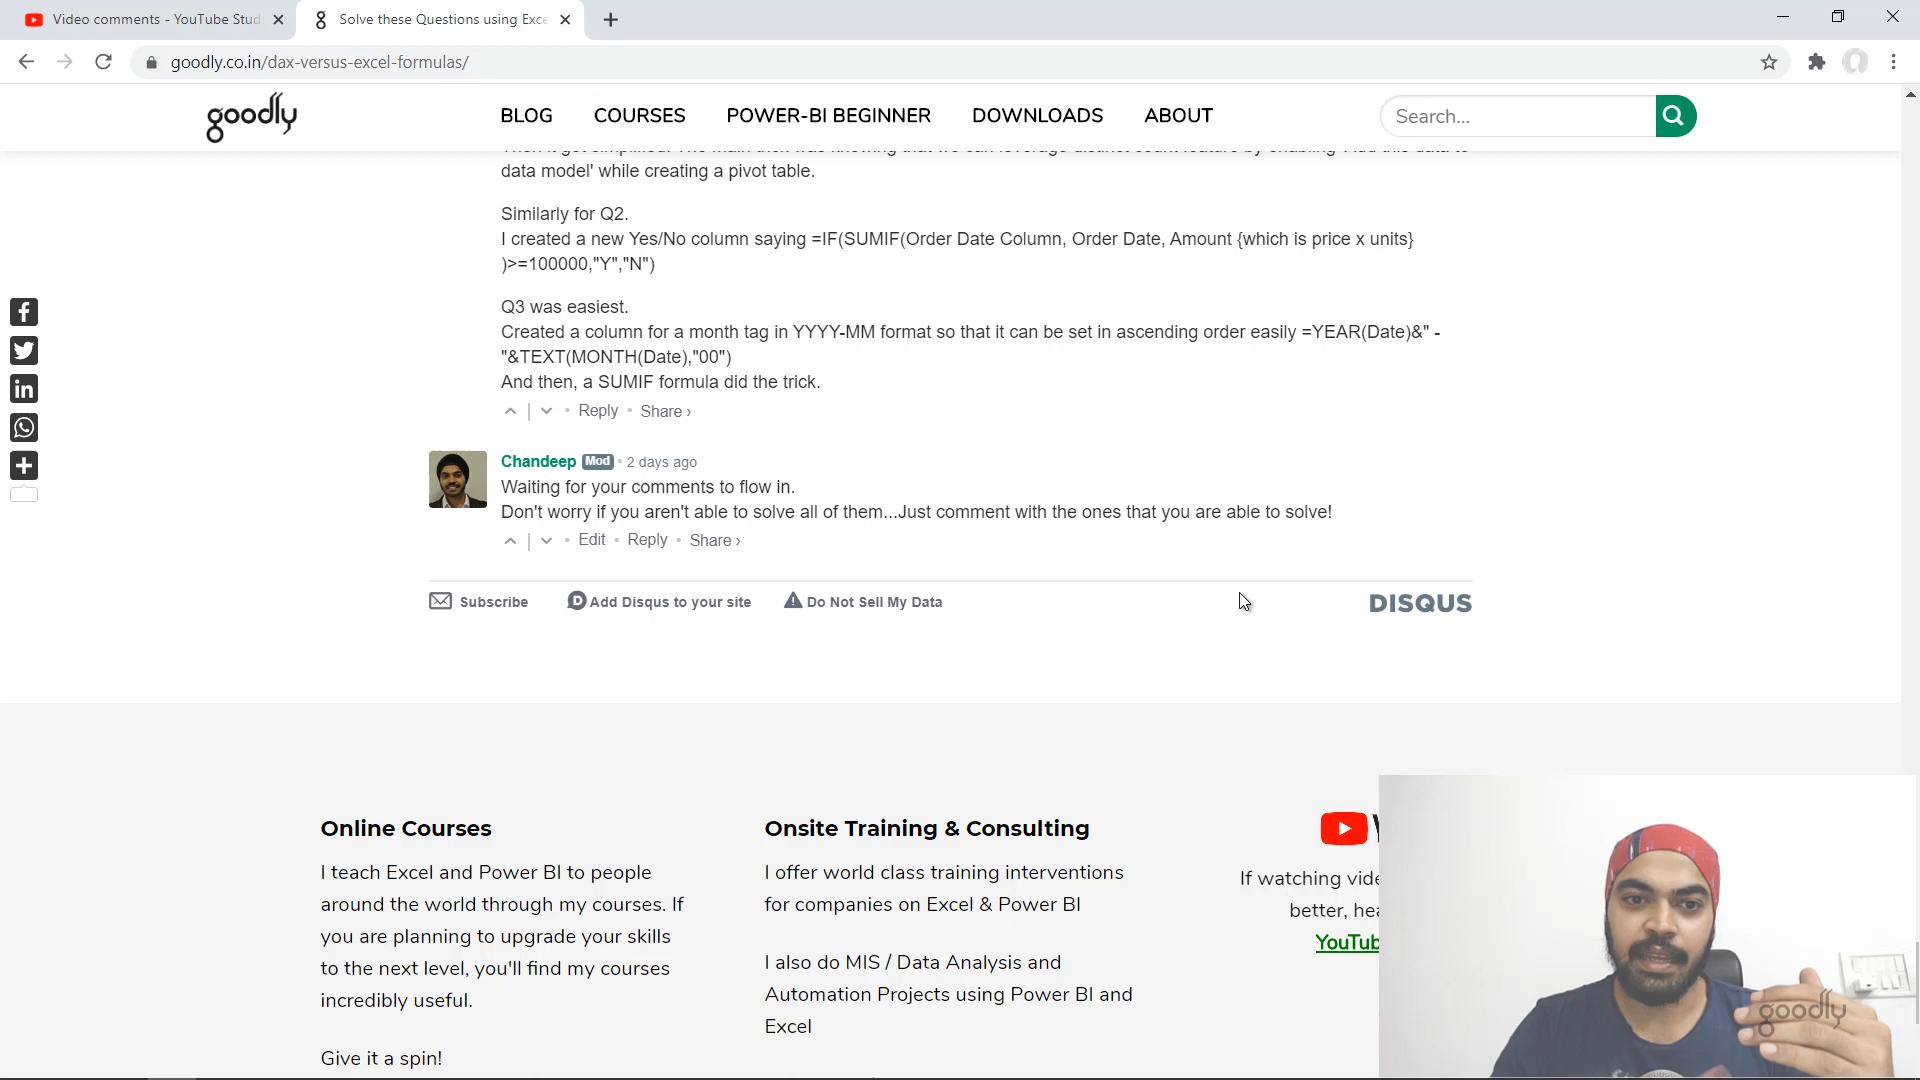 Video comments - YouTube Stud
Solve these Questions using Exce
goodly.co.in/dax-versus-excel-formulas/
goodly
BLOG
COURSES
POWER-BI BEGINNER
DOWNLOADS
ABOUT
Search...
data model' while creating a pivot table.
Similarly for Q2.
I created a new Yes/No column saying =IF(SUMIF(Order Date Column, Order Date, Amount {which is price x units}
)>=100000,"Y","N")
Q3 was easiest.
Created a column for a month tag in YYYY-MM format so that it can be set in ascending order easily =YEAR(Date)&" -
"&TEXT(MONTH(Date),"00")
And then, a SUMIF formula did the trick.
• Reply • Share ›
Chandeep Mod • 2 days ago
Waiting for your comments to flow in.
Don't worry if you aren't able to solve all of them...Just comment with the ones that you are able to solve!
• Edit • Reply • Share ›
Subscribe
Add Disqus to your site
Do Not Sell My Data
DISQUS
Online Courses
I teach Excel and Power BI to people
around the world through my courses. If
you are planning to upgrade your skills
to the next level, you'll find my courses
incredibly useful.
Give it a spin!
Onsite Training & Consulting
I offer world class training interventions
for companies on Excel & Power BI
I also do MIS / Data Analysis and
Automation Projects using Power BI and
Excel
If watching vide
better, hea
YouTub
goodly